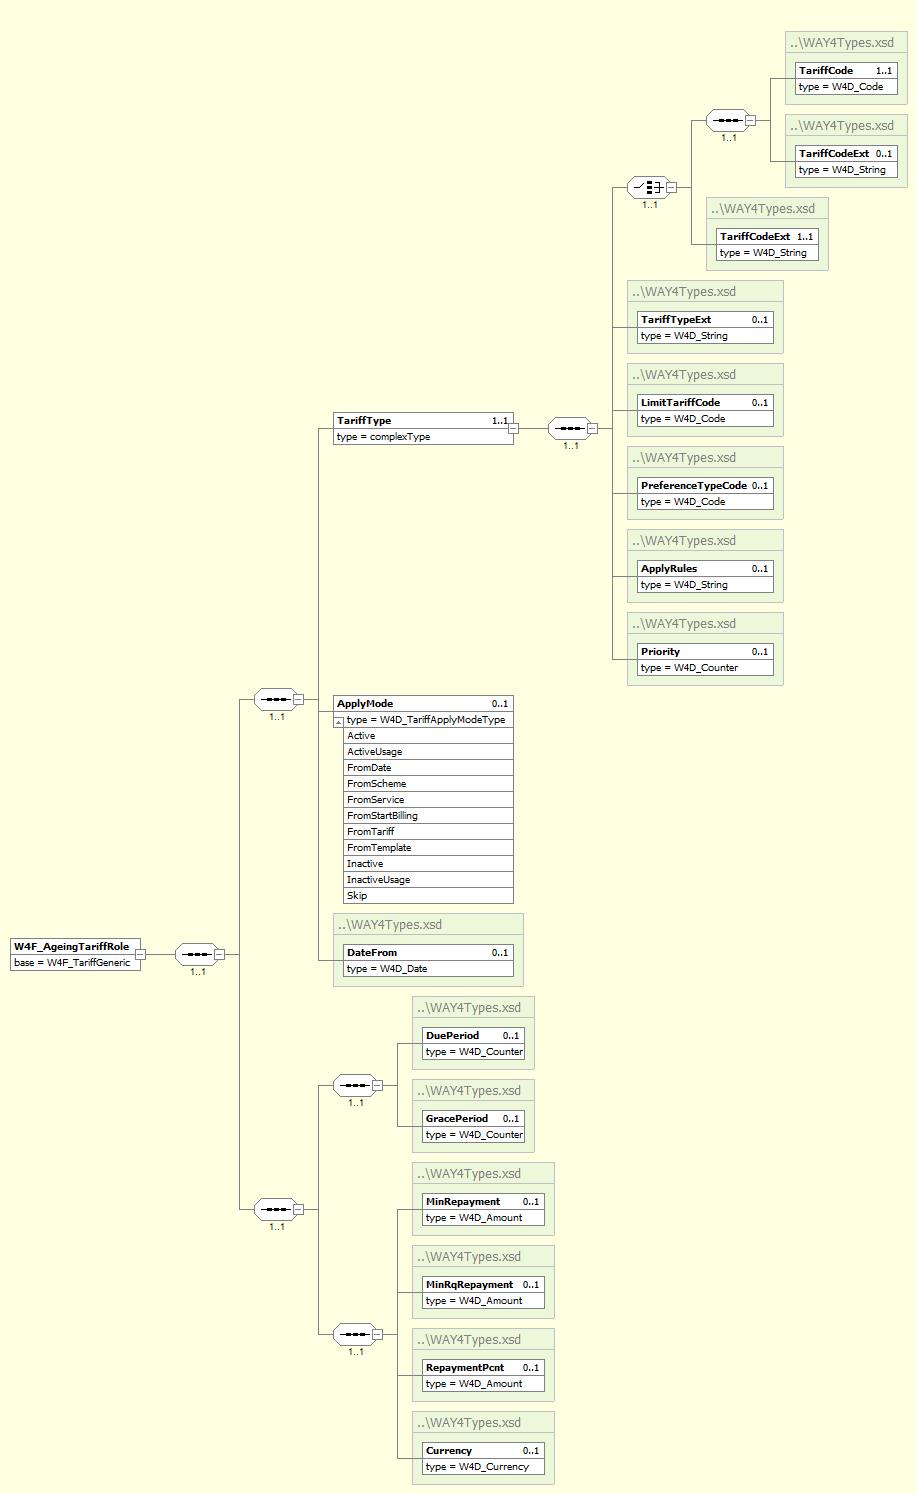 ..\WAY4Types.xsd
TariffCode 1..1
type = W4D_Code
..\WAY4Types.xsd
1..1
TariffCodeExt 0..1
type = W4D_String
1..1
..\WAY4Types.xsd
TariffCodeExt 1..1
type = W4D_String
..\WAY4Types.xsd
TariffTypeExt 0..1
type = W4D_String
..\WAY4Types.xsd
LimitTariffCode 0..1
type = W4D_Code
TariffType 1..1
type = complexType
1..1
..\WAY4Types.xsd
PreferenceTypeCode 0..1
type = W4D_Code
..\WAY4Types.xsd
ApplyRules 0..1
type = W4D_String
..\WAY4Types.xsd
Priority 0..1
type = W4D_Counter
1..1
ApplyMode 0..1
type = W4D_TariffApplyModeType
Active
ActiveUsage
FromDate
FromScheme
FromService
FromStartBilling
FromTariff
FromTemplate
Inactive
InactiveUsage
Skip
..\WAY4Types.xsd
DateFrom 0..1
type = W4D_Date
W4F_AgeingTariffRole
base = W4F_TariffGeneric
1..1
..\WAY4Types.xsd
DuePeriod 0..1
type = W4D_Counter
1..1
..\WAY4Types.xsd
GracePeriod 0..1
type = W4D_Counter
..\WAY4Types.xsd
MinRepayment 0..1
type = W4D_Amount
1..1
..\WAY4Types.xsd
MinRqRepayment 0..1
type = W4D_Amount
1..1
..\WAY4Types.xsd
RepaymentPcnt 0..1
type = W4D_Amount
..\WAY4Types.xsd
Currency 0..1
type = W4D_Currency